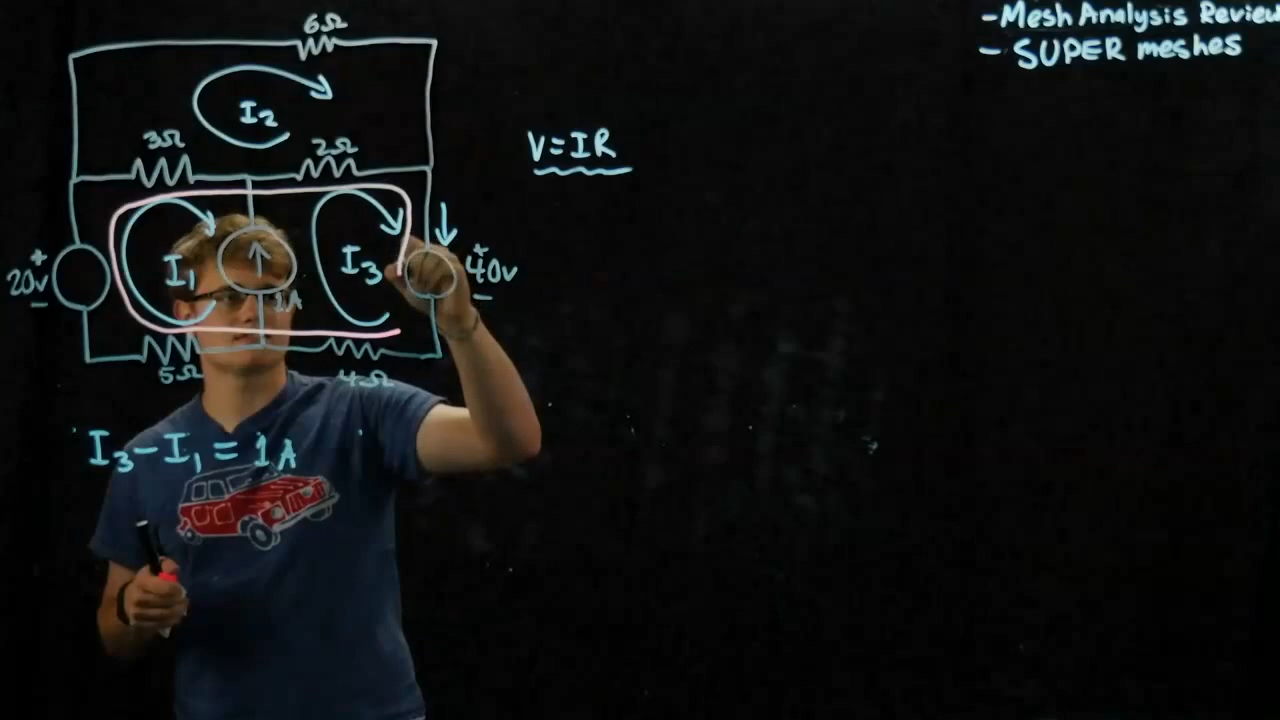 -Mesh Analysis Review
- SUPER meshes
6Ω
I2
3Ω
2Ω
V=IR
+
20v
-
I1
1A
I3
+
40v
-
5Ω
4Ω
I3-I1=1A